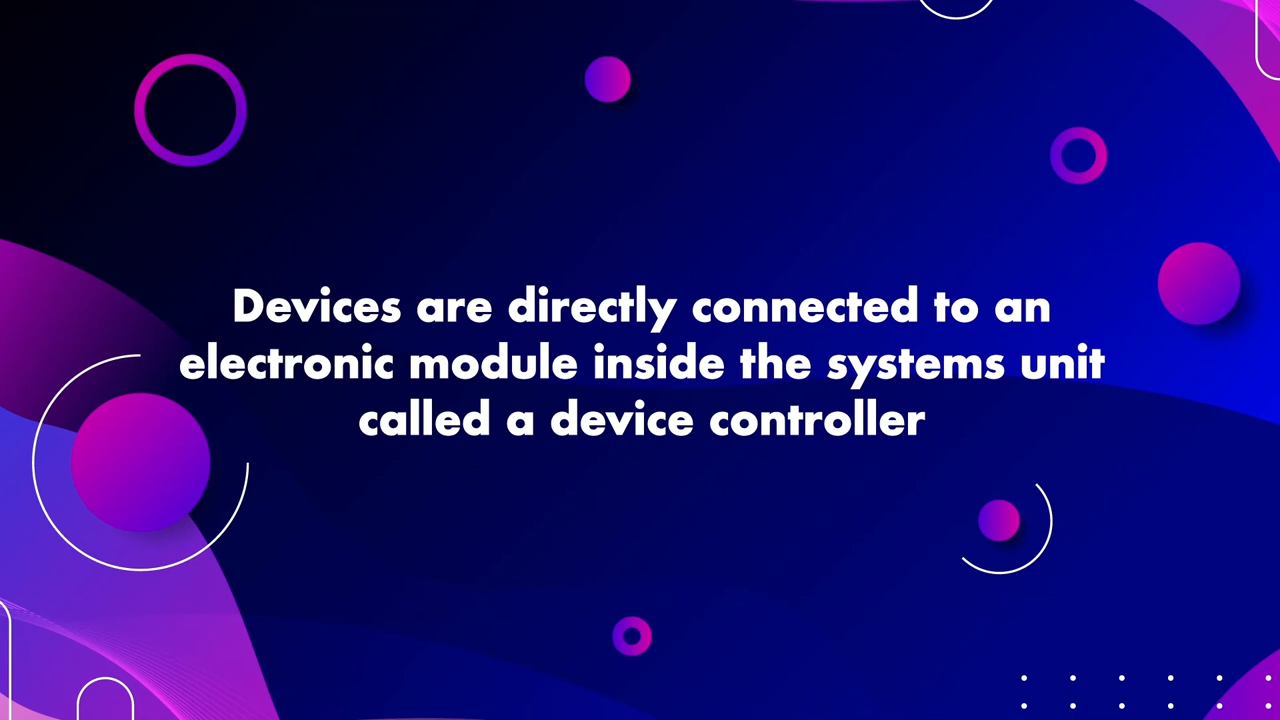 Devices are directly connected to an
electronic module inside the systems unit
called a device controller